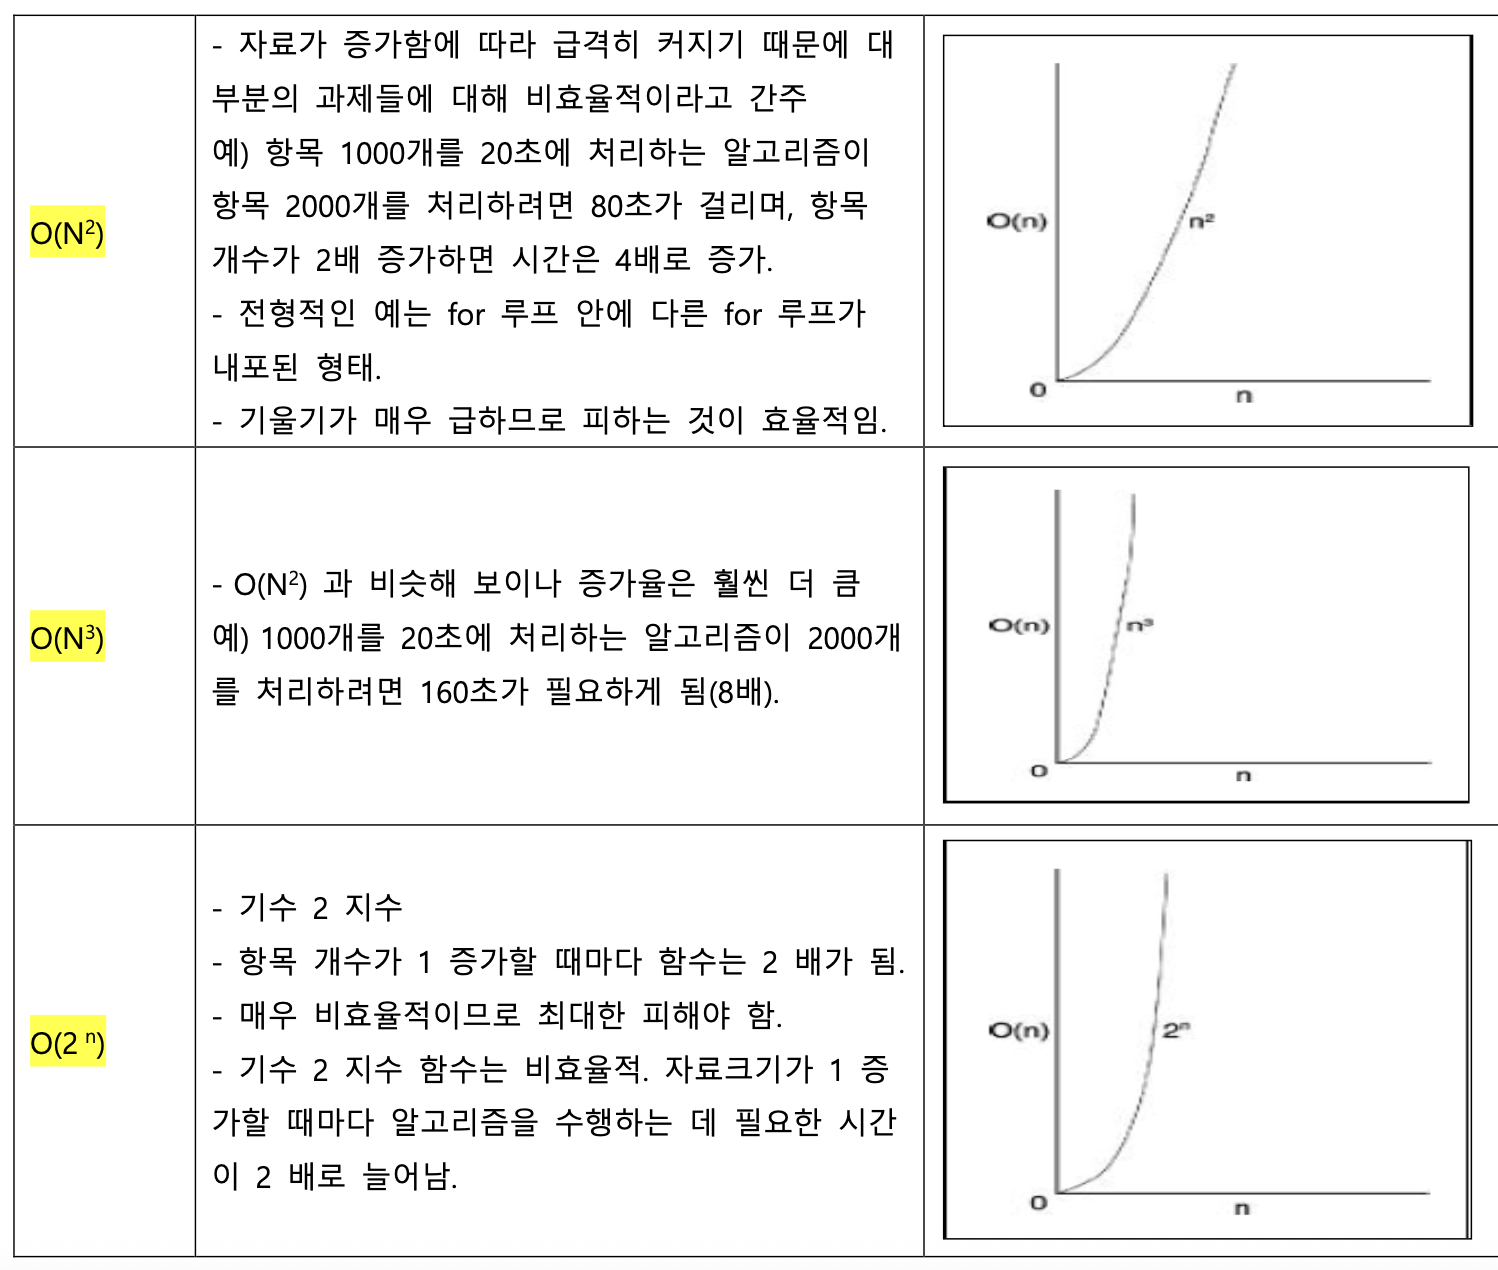 O(N²)
- 자료가 증가함에 따라 급격히 커지기 때문에 대
부분의 과제들에 대해 비효율적이라고 간주
예) 항목 1000개를 20초에 처리하는 알고리즘이
항목 2000개를 처리하려면 80초가 걸리며, 항목
개수가 2배 증가하면 시간은 4배로 증가.
- 전형적인 예는 for 루프 안에 다른 for 루프가
내포된 형태.
- 기울기가 매우 급하므로 피하는 것이 효율적임.
O(n)
n²
0
n
O(N³)
- O(N²) 과 비슷해 보이나 증가율은 훨씬 더 큼
예) 1000개를 20초에 처리하는 알고리즘이 2000개
를 처리하려면 160초가 필요하게 됨(8배).
O(n)
n³
0
n
O(2 ⁿ)
- 기수 2 지수
- 항목 개수가 1 증가할 때마다 함수는 2 배가 됨.
- 매우 비효율적이므로 최대한 피해야 함.
- 기수 2 지수 함수는 비효율적. 자료크기가 1 증
가할 때마다 알고리즘을 수행하는 데 필요한 시간
이 2 배로 늘어남.
O(n)
2ⁿ
0
n